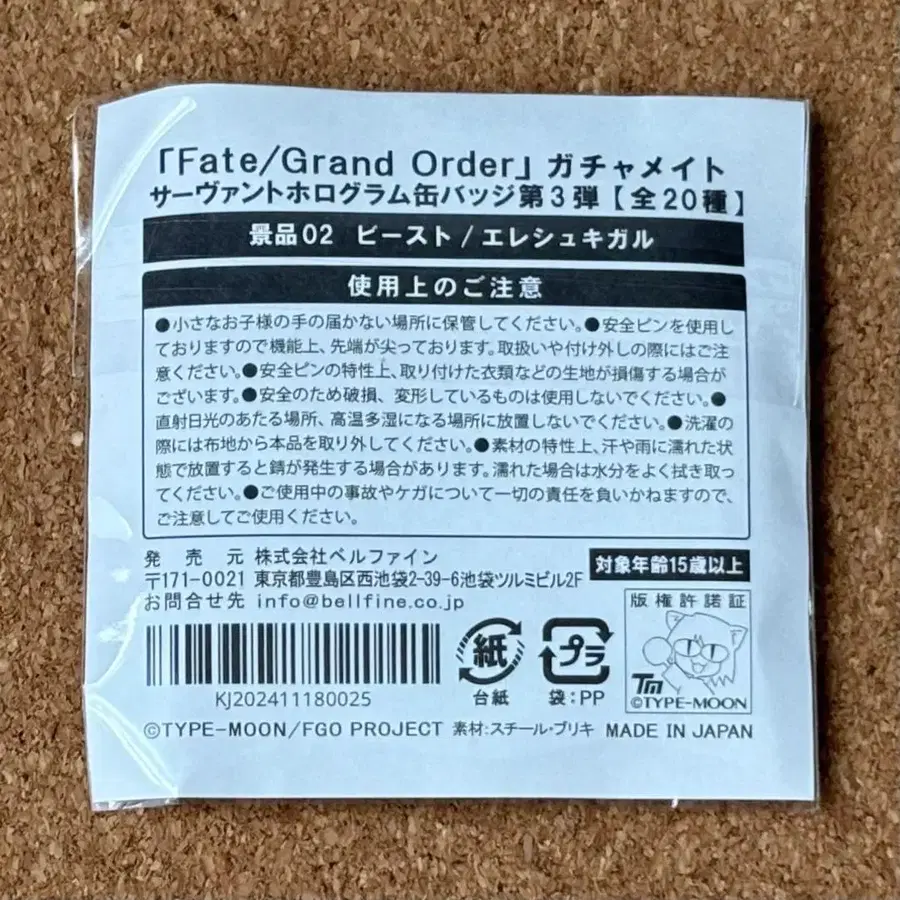 「Fate/Grand Order」ガチャメイト
サーヴァントホログラム缶バッジ第3弾【全20種】
景品02 ビースト/エレシュキガル
使用上のご注意
●小さなお子様の手の届かない場所に保管してください。●安全ピンを使用し
ておりますので機能上、先端が尖っております。取扱いや付け外しの際にはご注
意ください。●安全ピンの特性上、取り付けた衣類などの生地が損傷する場合が
ございます。●安全のため破損、変形しているものは使用しないでください。●
直射日光のあたる場所、高温多湿になる場所に放置しないでください。●洗濯
の際には布地から本品を取り外してください。●素材の特性上、汗や雨に濡れた状
態で放置すると錆が発生する場合があります。濡れた場合は水分をよく拭き取っ
てください。●ご使用中の事故やケガについて一切の責任を負いかねますので、
ご注意してご使用ください。
発売元 株式会社ベルファイン
〒171-0021 東京都豊島区西池袋2-39-6池袋ツルミビル2F
お問合せ先 info@bellfine.co.jp
対象年齢15歳以上
KJ202411180025
紙
台紙
プラ
袋:PP
版権許諾証
TM
©TYPE-MOON
©TYPE-MOON/FGO PROJECT 素材:スチール・ブリキ MADE IN JAPAN